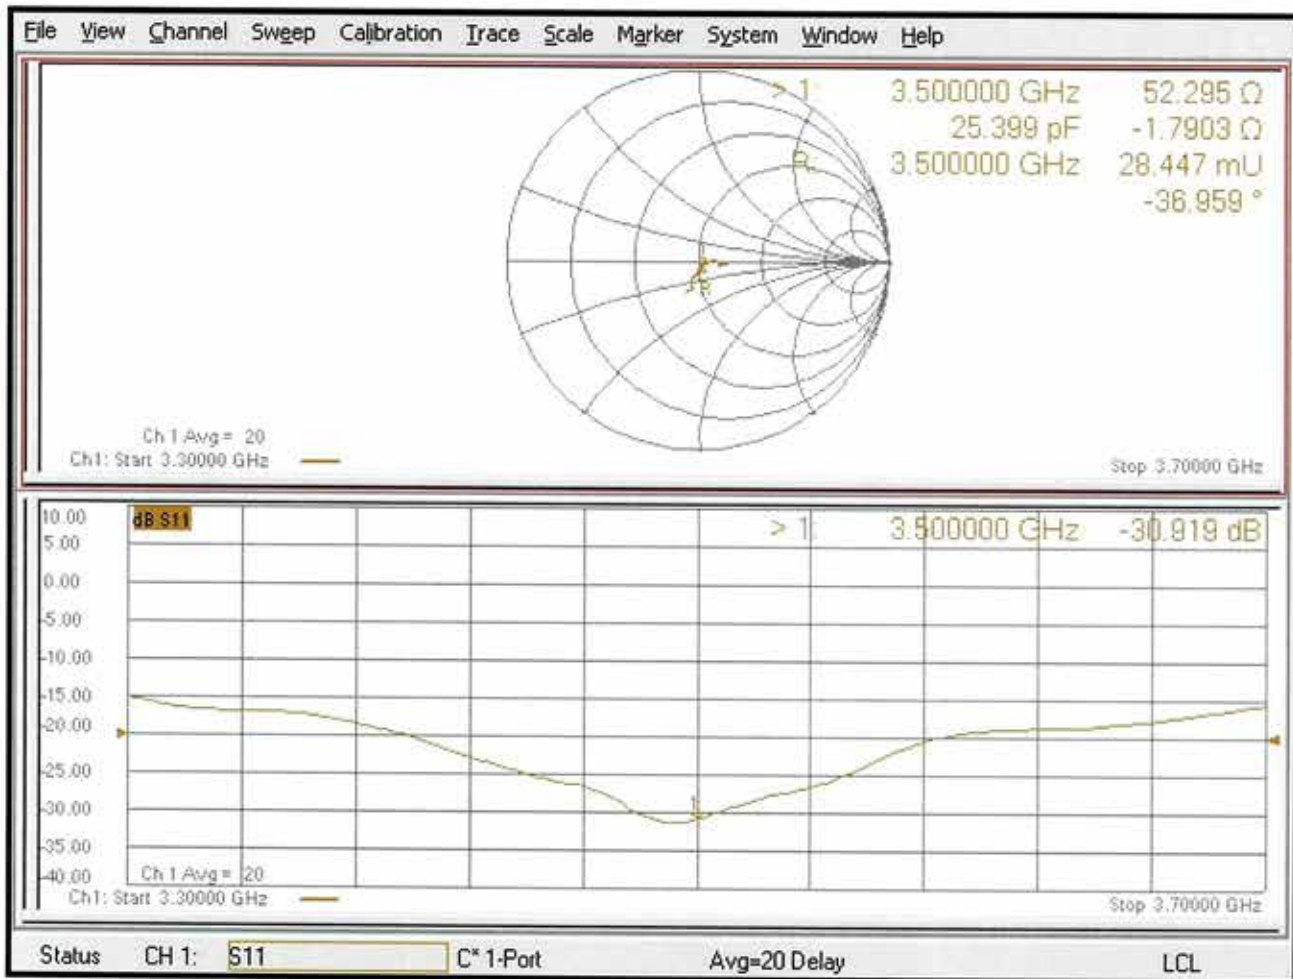 File View Channel Sweep Calibration Trace Scale Marker System Window Help
> 1: 3.500000 GHz 52.295 Ω
25.399 pF -1.7903 Ω
R: 3.500000 GHz 28.447 mU
-36.959 °
R
Ch 1 Avg = 20
Ch1: Start 3.30000 GHz Stop 3.70000 GHz
10.00 dB S11 > 1: 3.500000 GHz -30.919 dB
5.00
0.00
-5.00
-10.00
-15.00
-20.00
-25.00
-30.00 1
-35.00
-40.00 Ch 1 Avg = 20
Ch1: Start 3.30000 GHz Stop 3.70000 GHz
Status CH 1: S11 C* 1-Port Avg=20 Delay LCL